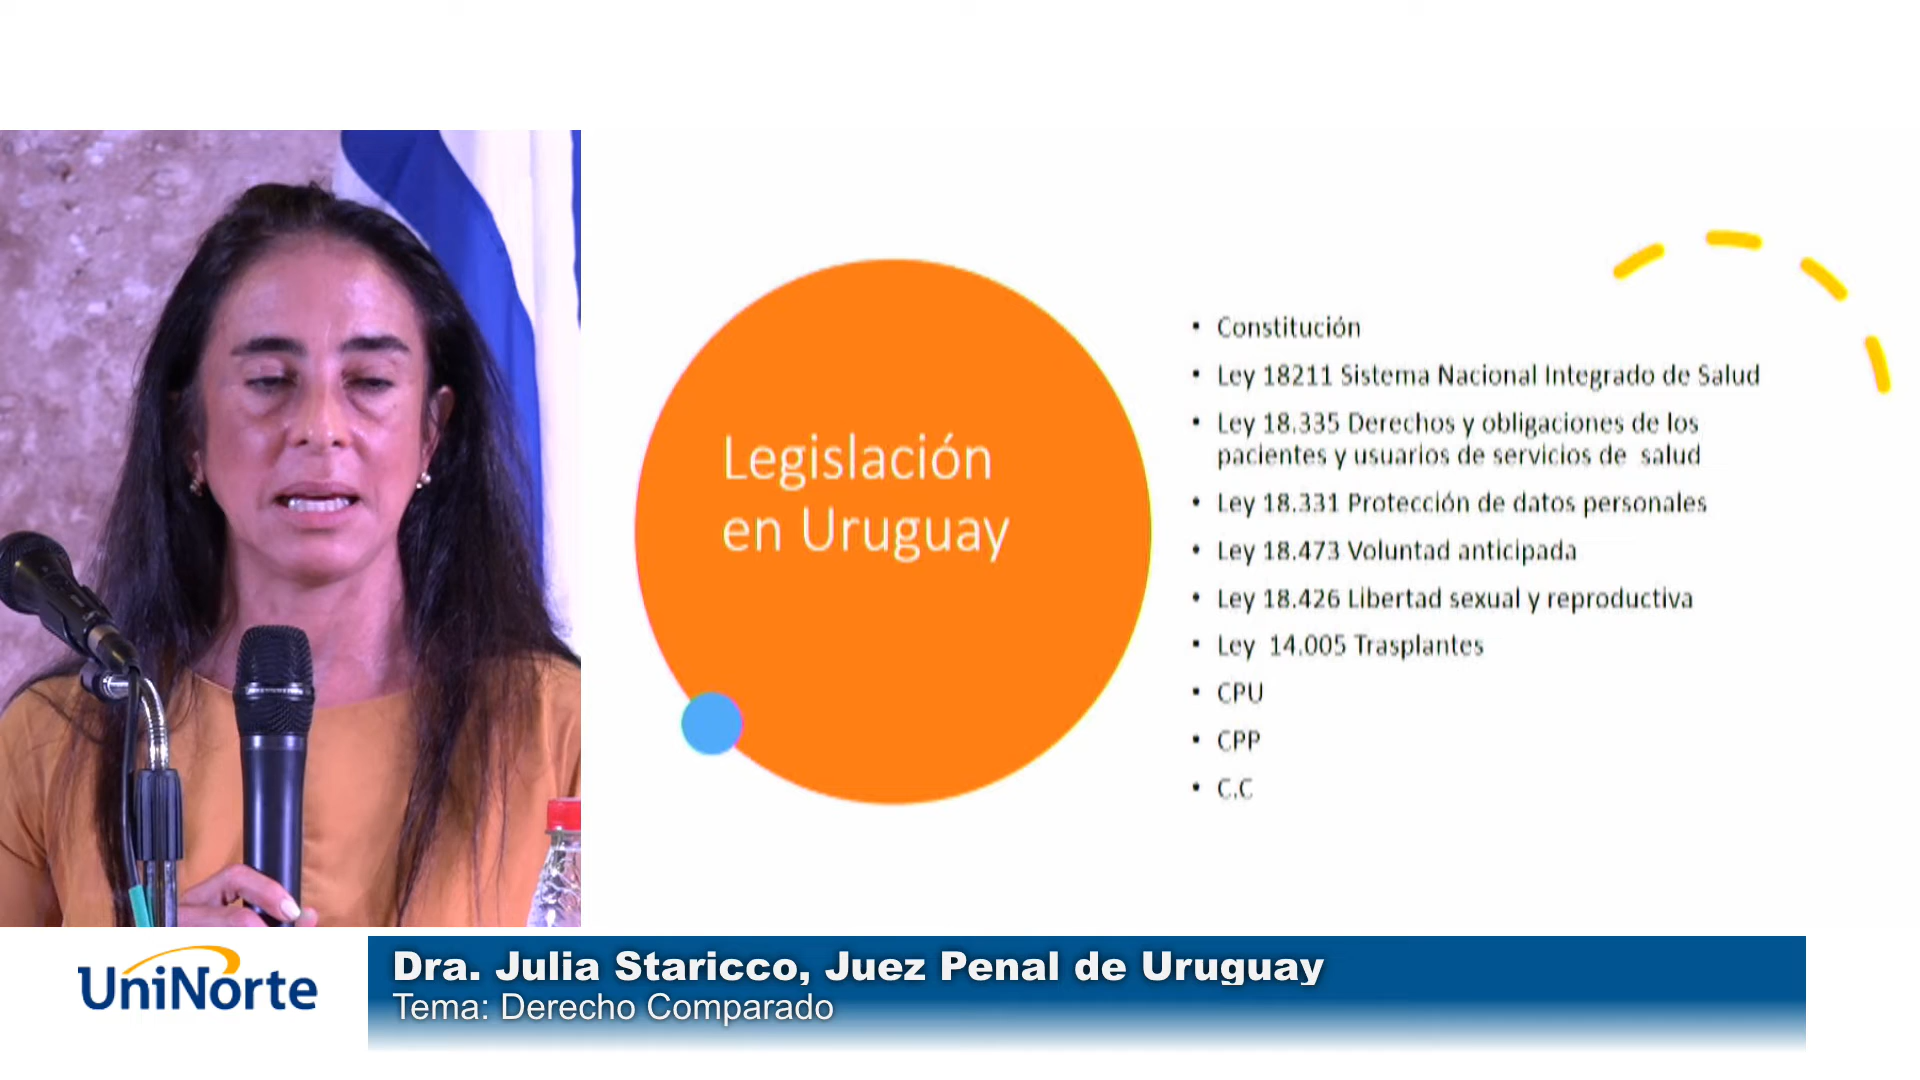 Legislación
en Uruguay
• Constitución
• Ley 18211 Sistema Nacional Integrado de Salud
• Ley 18.335 Derechos y obligaciones de los
pacientes y usuarios de servicios de salud
• Ley 18.331 Protección de datos personales
• Ley 18.473 Voluntad anticipada
• Ley 18.426 Libertad sexual y reproductiva
• Ley 14.005 Trasplantes
• CPU
• CPP
• C.C
UniNorte
Dra. Julia Staricco, Juez Penal de Uruguay
Tema: Derecho Comparado